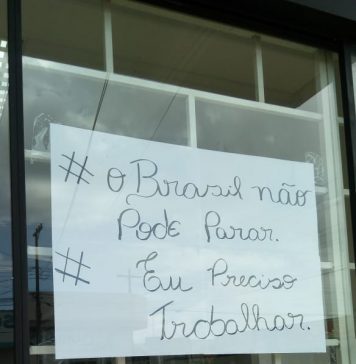 # O Brasil não
Pode Parar.
# Eu Preciso
Trabalhar.